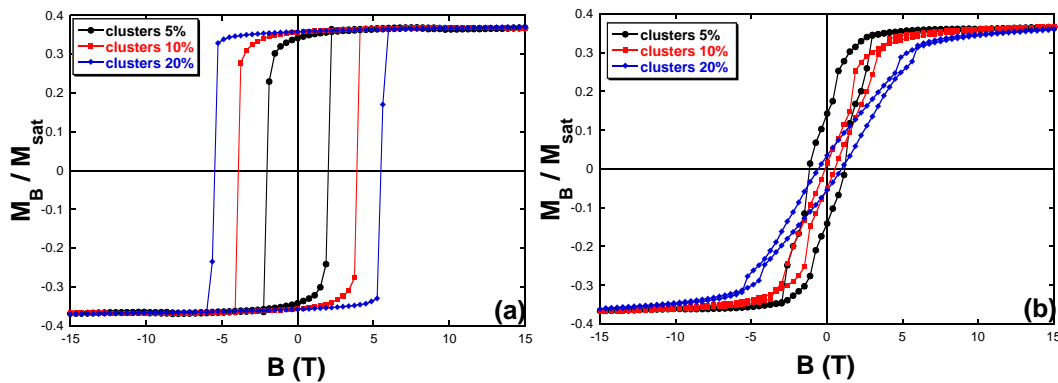 0.4
0.3
0.2
0.1
0
-0.1
-0.2
-0.3
-0.4
M_B / M_sat
clusters 5%
clusters 10%
clusters 20%
(a)
-15 -10 -5 0 5 10 15
B (T)
0.4
0.3
0.2
0.1
0
-0.1
-0.2
-0.3
-0.4
M_B / M_sat
clusters 5%
clusters 10%
clusters 20%
(b)
-15 -10 -5 0 5 10 15
B (T)